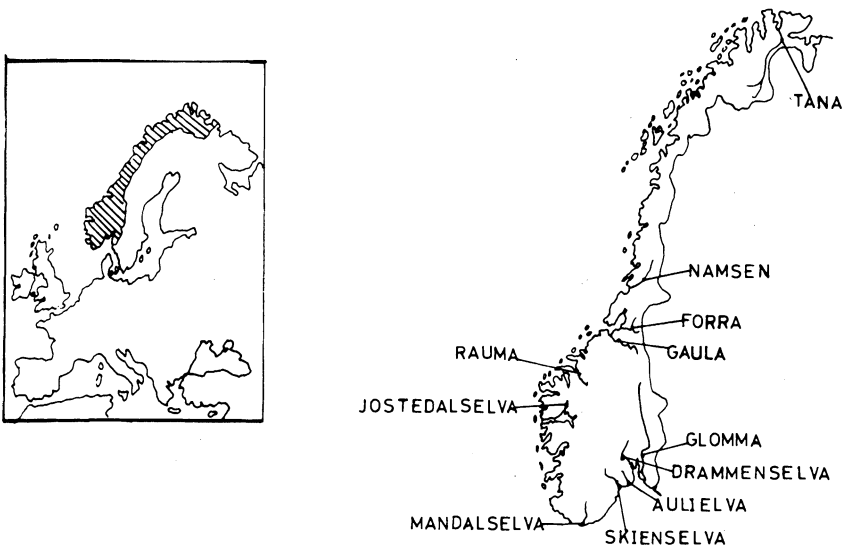 TANA
NAMSEN
FORRA
RAUMA
GAULA
JOSTEDALSELVA
GLOMMA
DRAMMENSELVA
AULIELVA
MANDALSELVA
SKIENSELVA